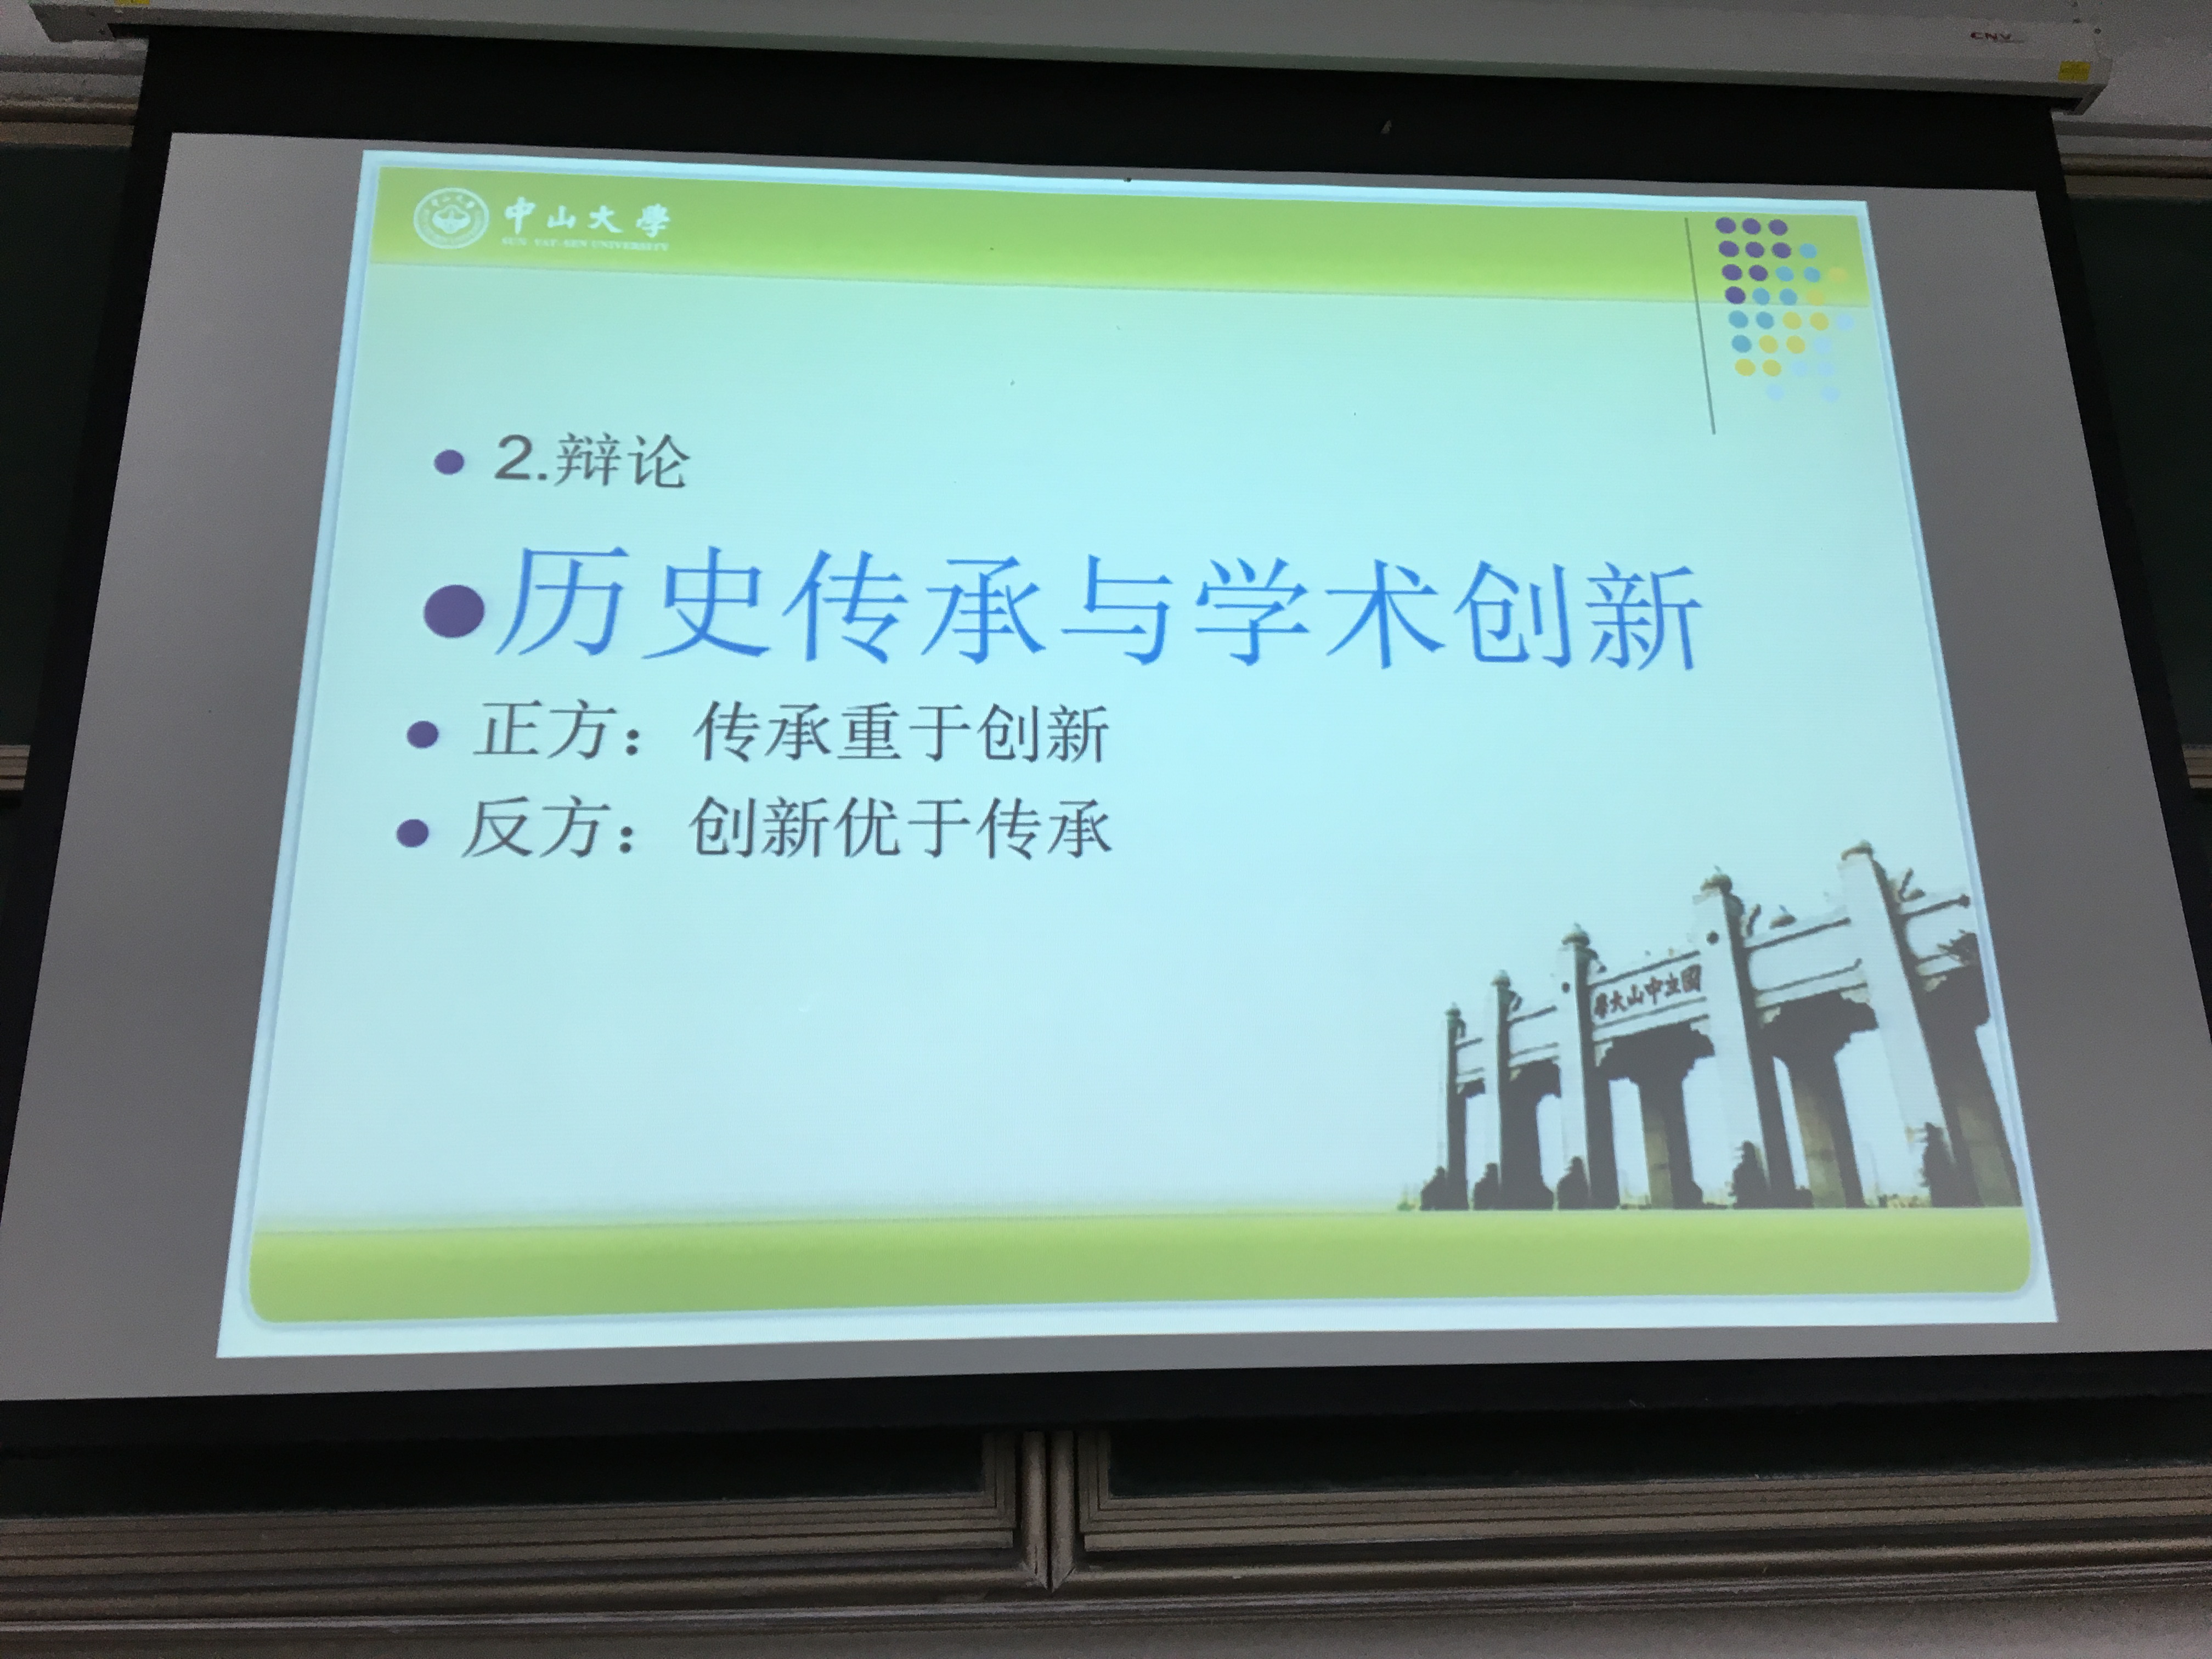 CNV
中山大學
SUN YAT-SEN UNIVERSITY
2.辩论
历史传承与学术创新
正方：传承重于创新
反方：创新优于传承
學大山中立國